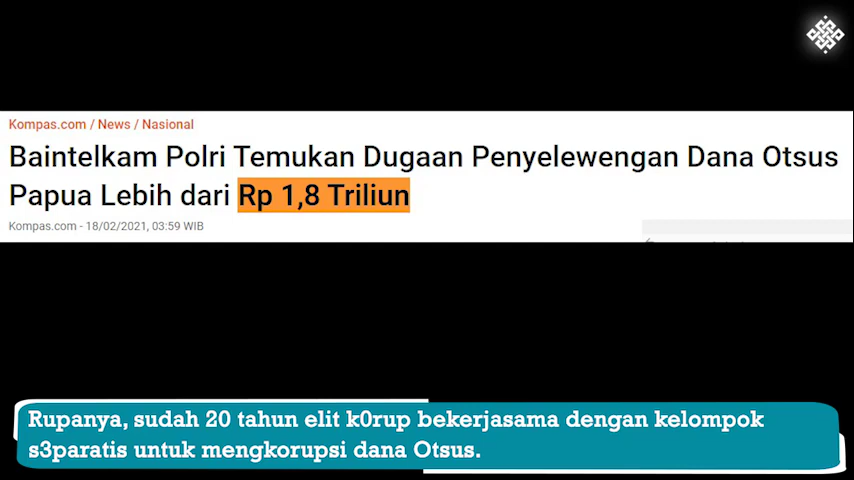 Kompas.com / News / Nasional
Baintelkam Polri Temukan Dugaan Penyelewengan Dana Otsus
Papua Lebih dari Rp 1,8 Triliun
Kompas.com - 18/02/2021, 03:59 WIB
Rupanya, sudah 20 tahun elit k0rup bekerjasama dengan kelompok
s3paratis untuk mengkorupsi dana Otsus.